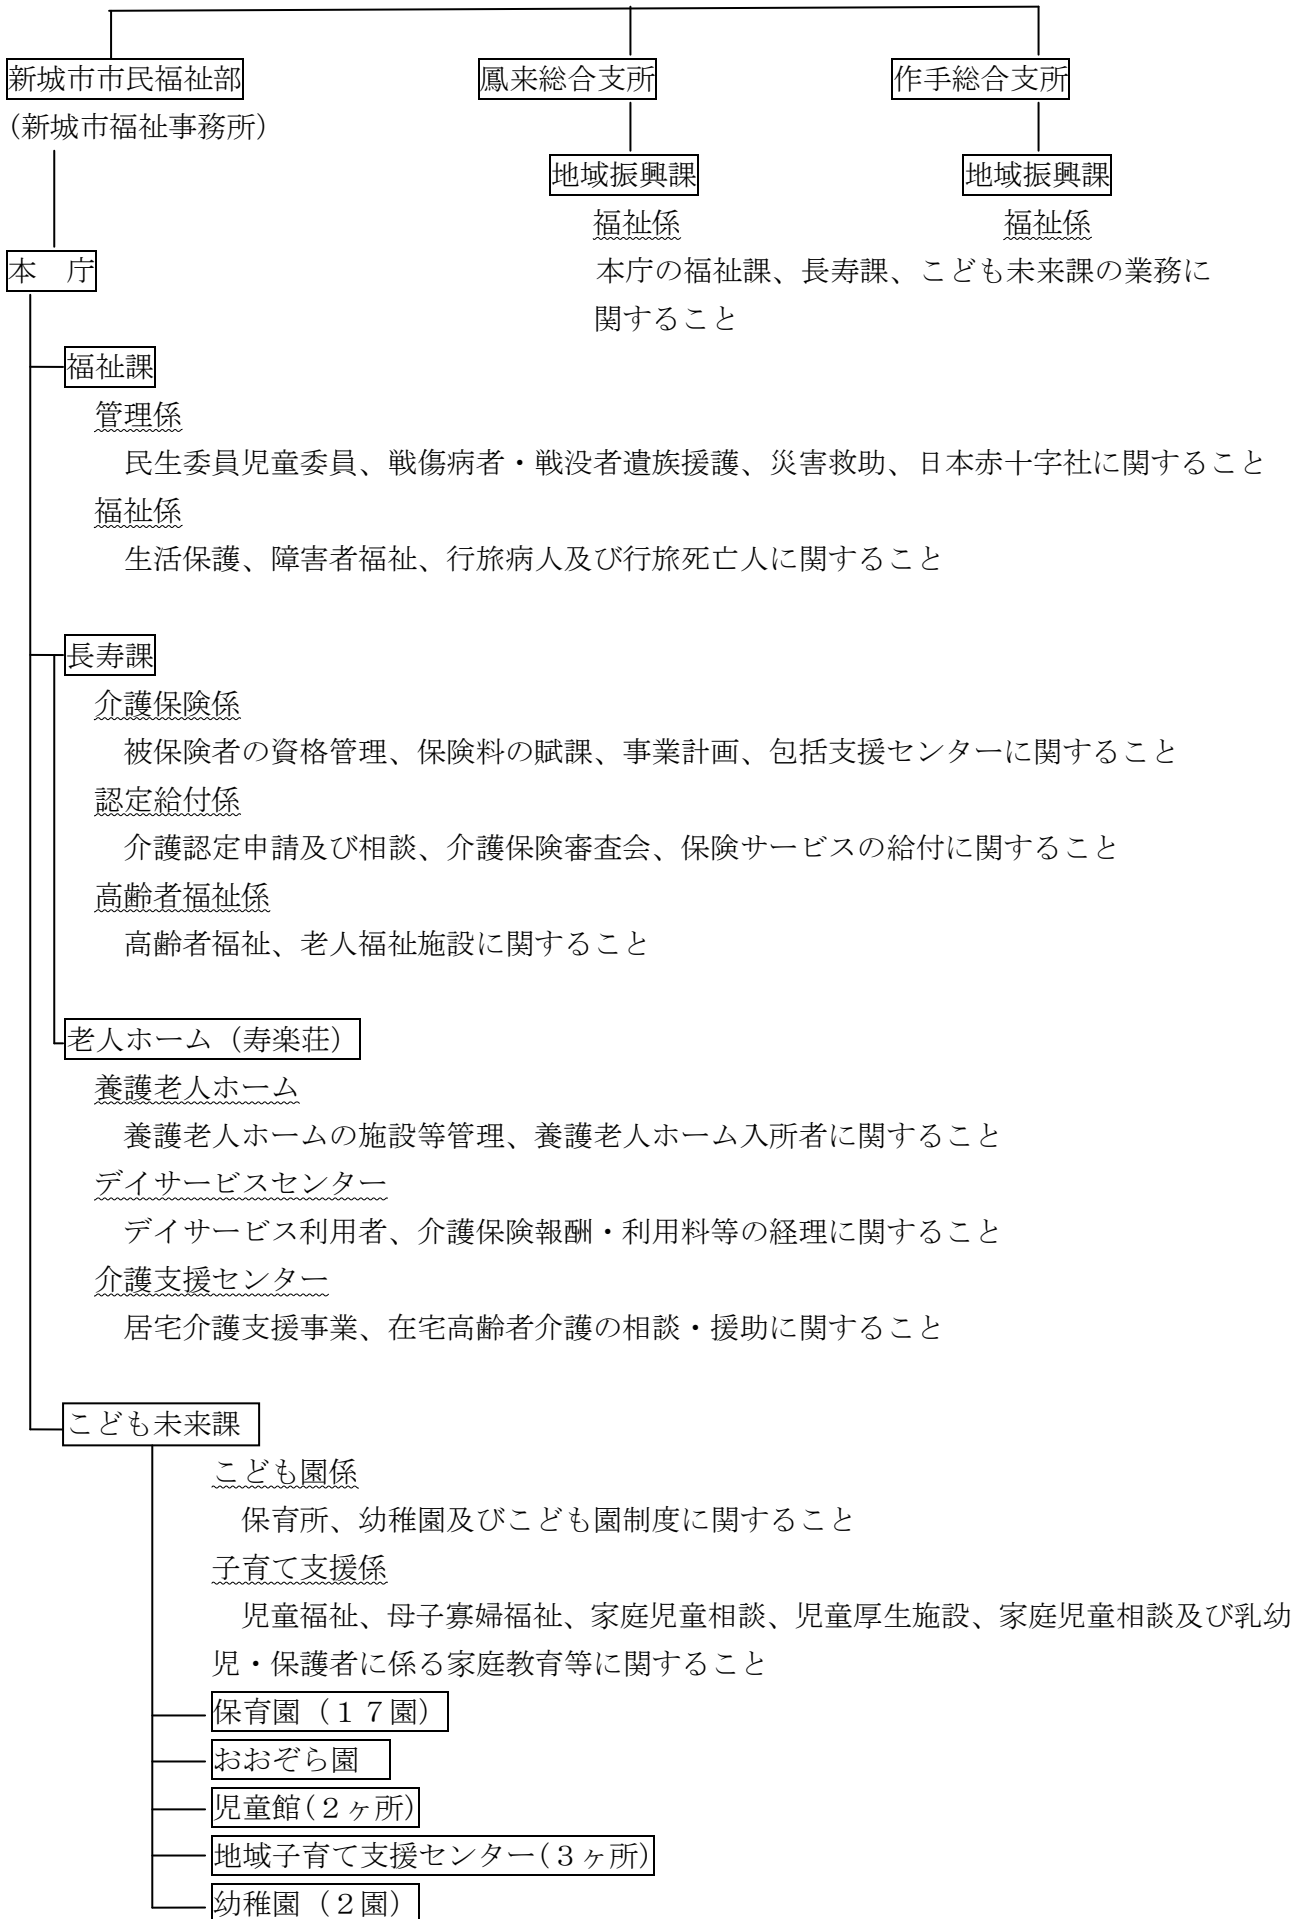 新城市市民福祉部
鳳来総合支所
作手総合支所
(新城市福祉事務所)
地域振興課
地域振興課
福祉係
福祉係
本 庁
本庁の福祉課、長寿課、こども未来課の業務に
関すること
福祉課
管理係
民生委員児童委員、戦傷病者・戦没者遺族援護、災害救助、日本赤十字社に関すること
福祉係
生活保護、障害者福祉、行旅病人及び行旅死亡人に関すること
長寿課
介護保険係
被保険者の資格管理、保険料の賦課、事業計画、包括支援センターに関すること
認定給付係
介護認定申請及び相談、介護保険審査会、保険サービスの給付に関すること
高齢者福祉係
高齢者福祉、老人福祉施設に関すること
老人ホーム（寿楽荘）
養護老人ホーム
養護老人ホームの施設等管理、養護老人ホーム入所者に関すること
デイサービスセンター
デイサービス利用者、介護保険報酬・利用料等の経理に関すること
介護支援センター
居宅介護支援事業、在宅高齢者介護の相談・援助に関すること
こども未来課
こども園係
保育所、幼稚園及びこども園制度に関すること
子育て支援係
児童福祉、母子寡婦福祉、家庭児童相談、児童厚生施設、家庭児童相談及び乳幼
児・保護者に係る家庭教育等に関すること
保育園（１７園）
おおぞら園
児童館(２ヶ所)
地域子育て支援センター(３ヶ所)
幼稚園（２園）